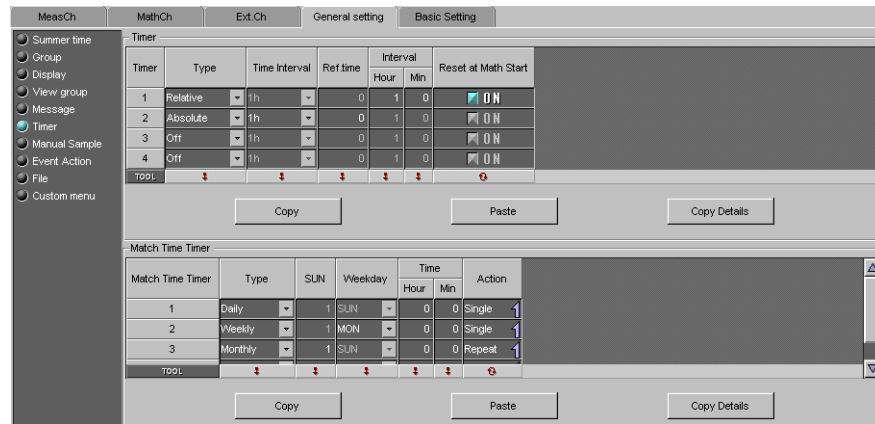 MeasCh MathCh Ext.Ch General setting Basic Setting
Summer time
Group
Display
View group
Message
Timer
Manual Sample
Event Action
File
Custom menu
Timer
Timer Type Time Interval Ref.time Interval Reset at Math Start
Hour Min
1 Relative 1h 0 1 0 ON
2 Absolute 1h 0 1 0 ON
3 Off 1h 0 1 0 ON
4 Off 1h 0 1 0 ON
TOOL
Copy Paste Copy Details
Match Time Timer
Match Time Timer Type SUN Weekday Time Action
Hour Min
1 Daily 1 SUN 0 0 Single
2 Weekly 1 MON 0 0 Single
3 Monthly 1 SUN 0 0 Repeat
TOOL
Copy Paste Copy Details